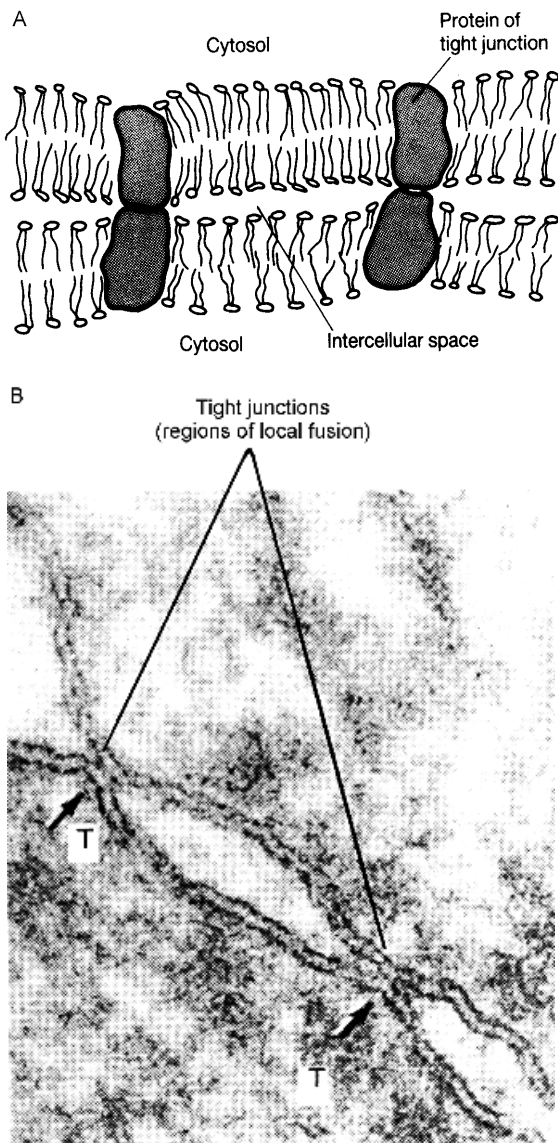 A
Cytosol
Protein of
tight junction
Cytosol
Intercellular space
B
Tight junctions
(regions of local fusion)
T
T